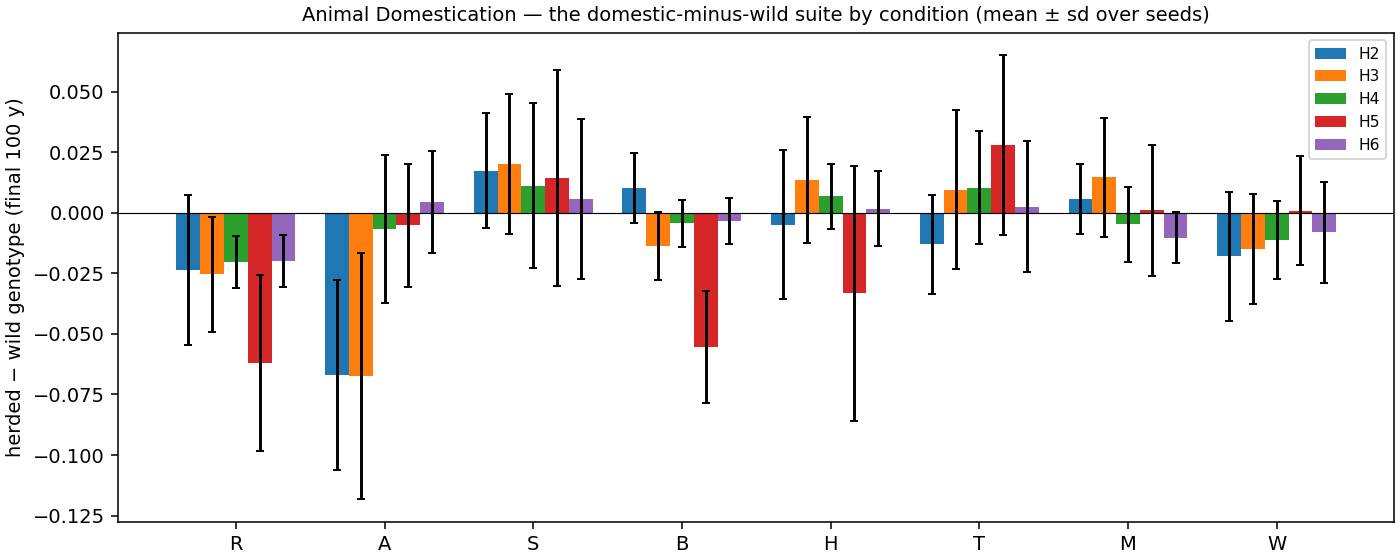 Animal Domestication — the domestic-minus-wild suite by condition (mean ± sd over seeds)
herded − wild genotype (final 100 y)
0.050
0.025
0.000
−0.025
−0.050
−0.075
−0.100
−0.125
R A S B H T M W
H2
H3
H4
H5
H6